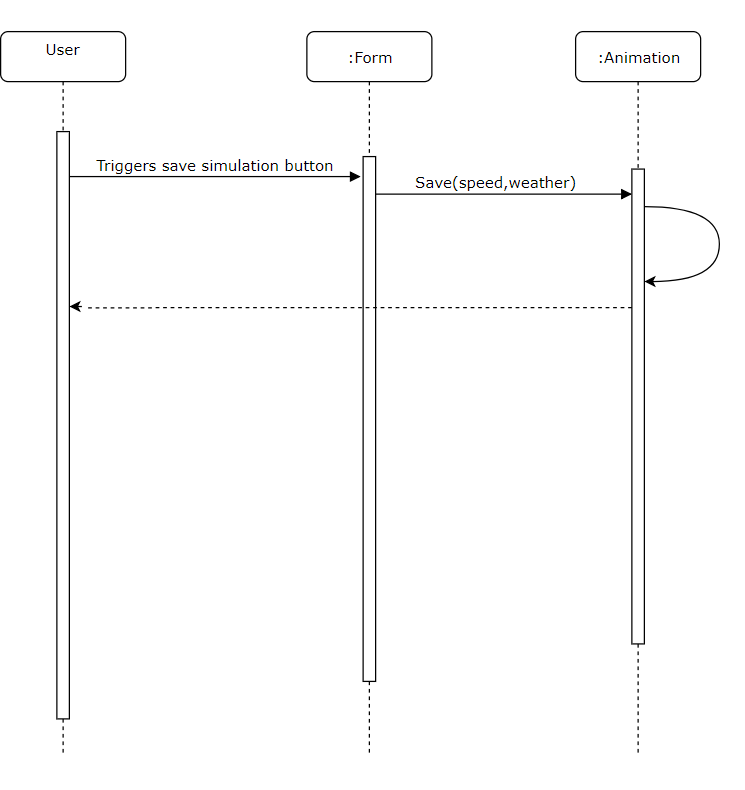 User
:Form
:Animation
Triggers save simulation button
Save(speed,weather)